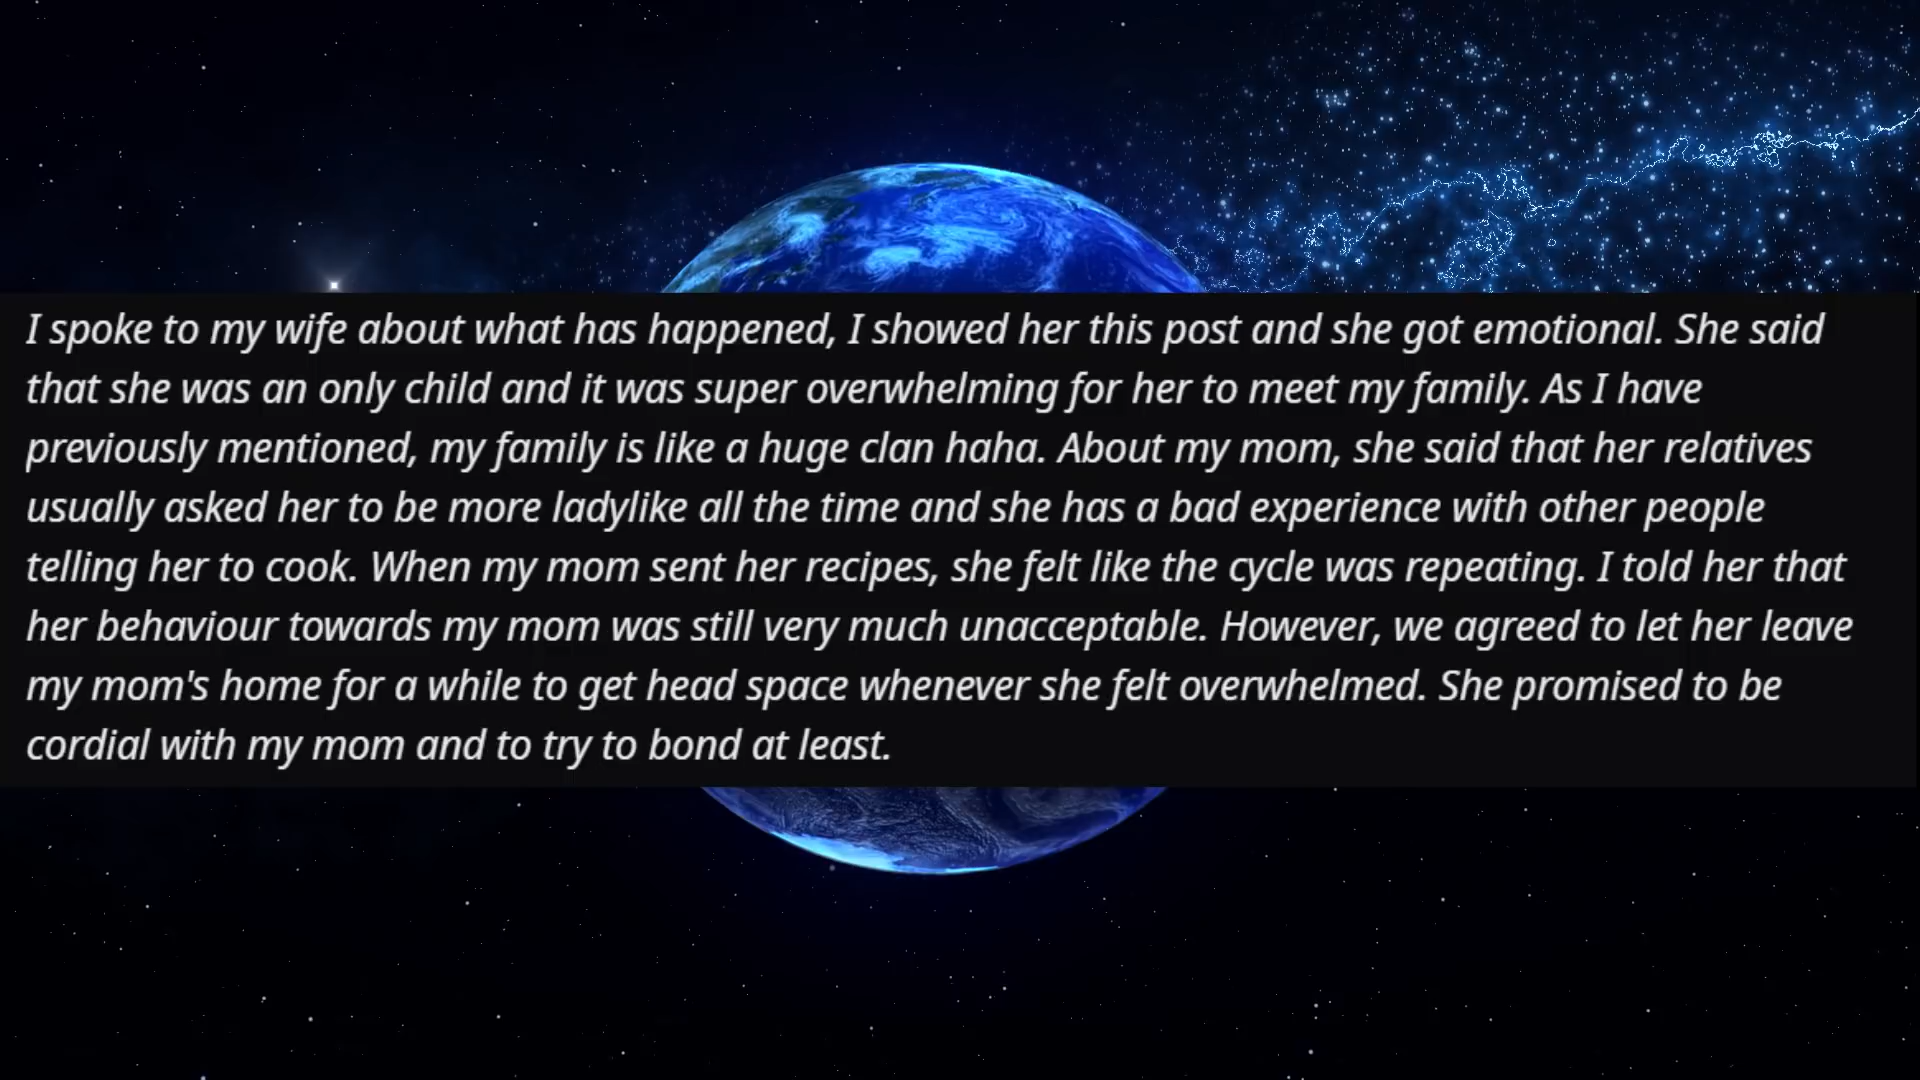 I spoke to my wife about what has happened, I showed her this post and she got emotional. She said
that she was an only child and it was super overwhelming for her to meet my family. As I have
previously mentioned, my family is like a huge clan haha. About my mom, she said that her relatives
usually asked her to be more ladylike all the time and she has a bad experience with other people
telling her to cook. When my mom sent her recipes, she felt like the cycle was repeating. I told her that
her behaviour towards my mom was still very much unacceptable. However, we agreed to let her leave
my mom's home for a while to get head space whenever she felt overwhelmed. She promised to be
cordial with my mom and to try to bond at least.